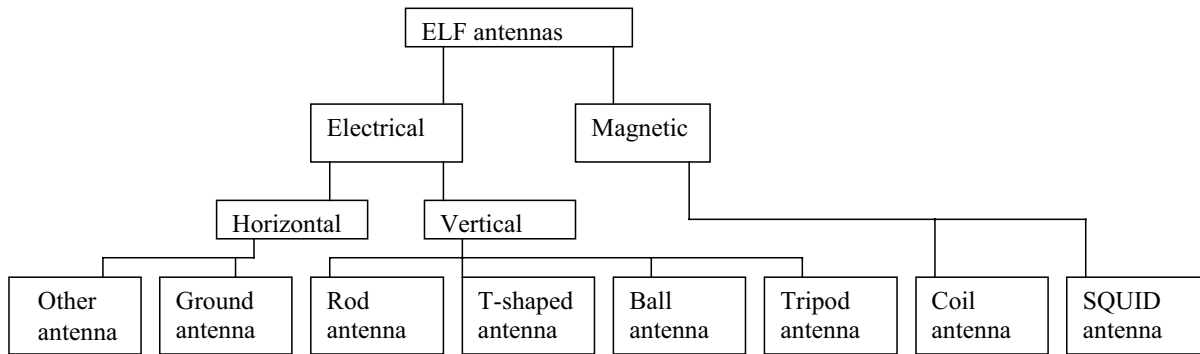 ELF antennas
Electrical
Magnetic
Horizontal
Vertical
Other
antenna
Ground
antenna
Rod
antenna
T-shaped
antenna
Ball
antenna
Tripod
antenna
Coil
antenna
SQUID
antenna